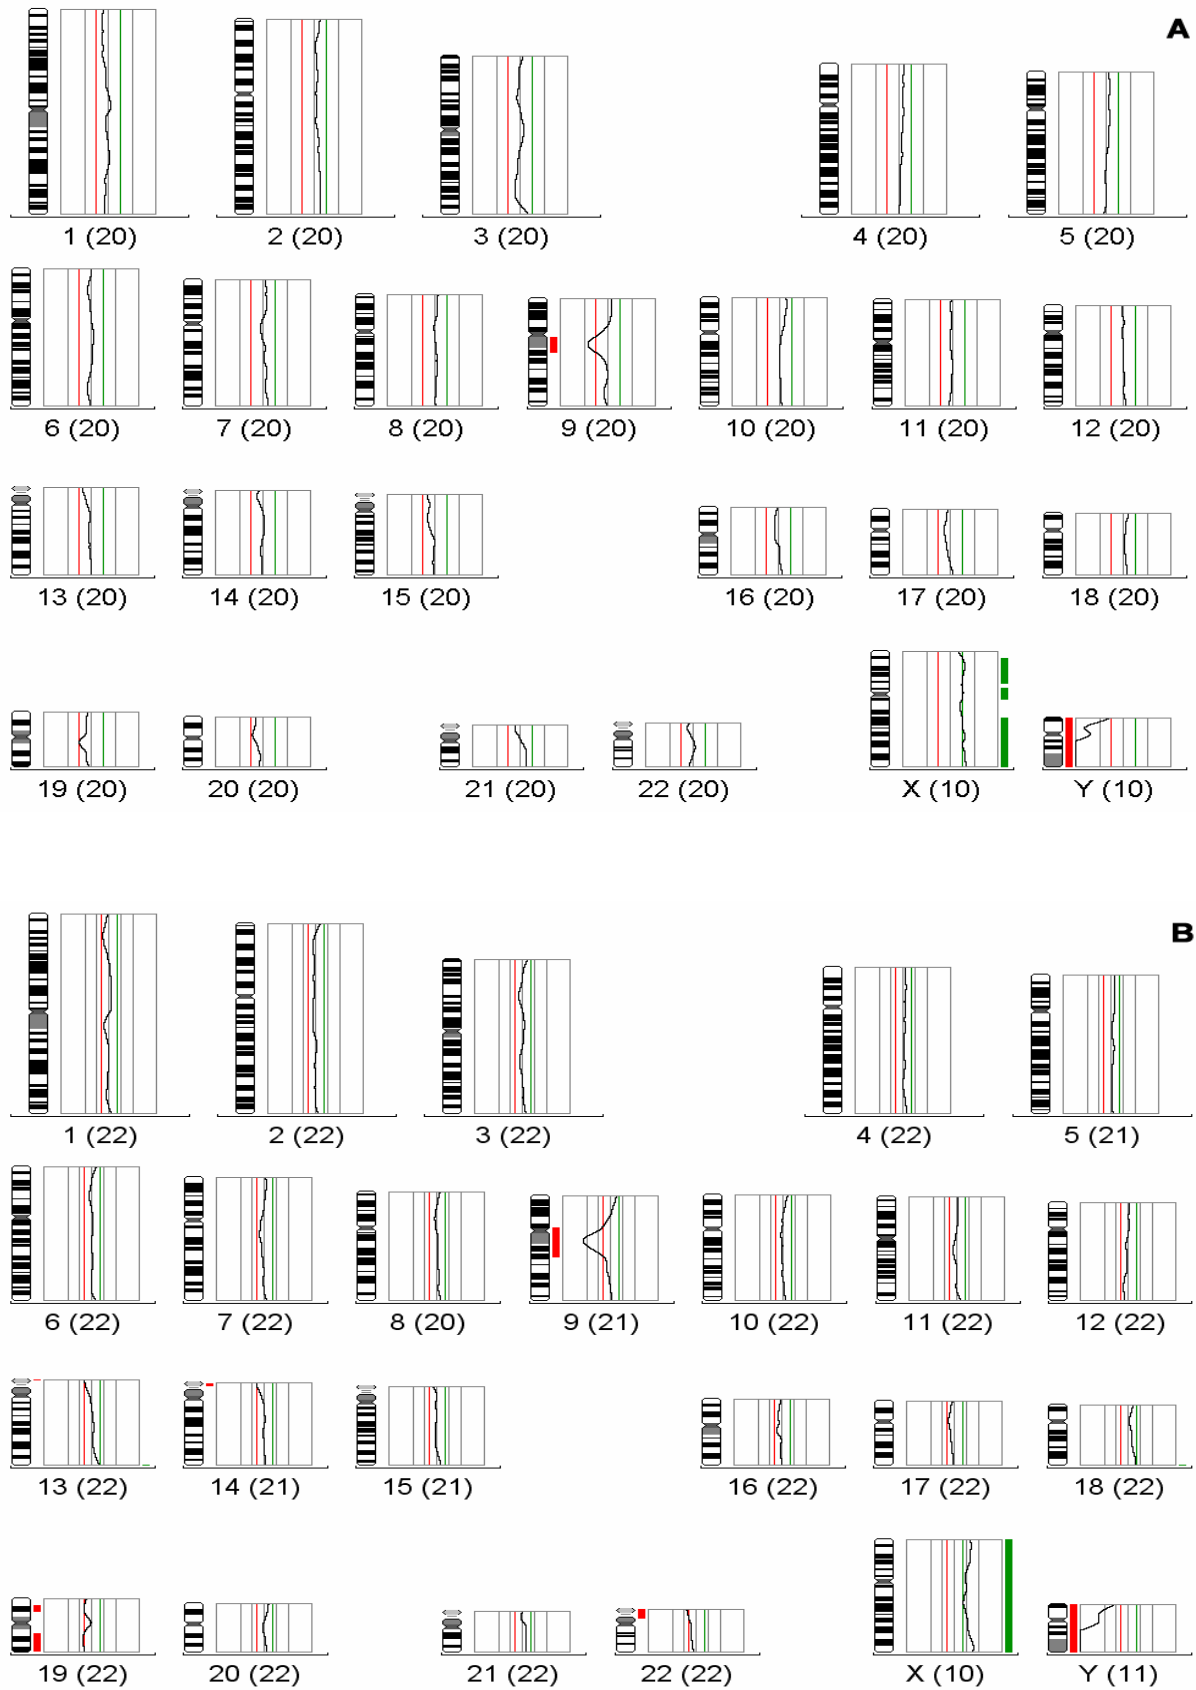 A
1 (20) 2 (20) 3 (20) 4 (20) 5 (20)
6 (20) 7 (20) 8 (20) 9 (20) 10 (20) 11 (20) 12 (20)
13 (20) 14 (20) 15 (20) 16 (20) 17 (20) 18 (20)
19 (20) 20 (20) 21 (20) 22 (20) X (10) Y (10)
B
1 (22) 2 (22) 3 (22) 4 (22) 5 (21)
6 (22) 7 (22) 8 (20) 9 (21) 10 (22) 11 (22) 12 (22)
13 (22) 14 (21) 15 (21) 16 (22) 17 (22) 18 (22)
19 (22) 20 (22) 21 (22) 22 (22) X (10) Y (11)